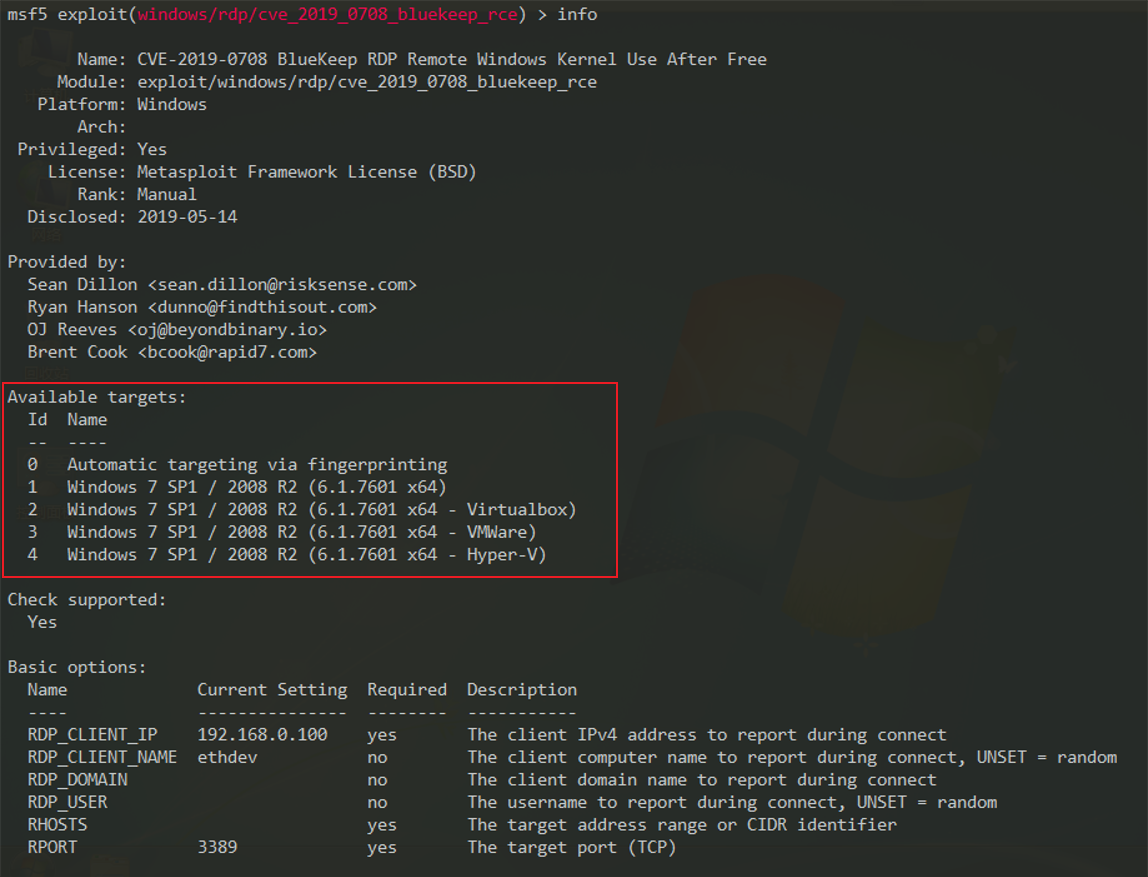 msf5 exploit(windows/rdp/cve_2019_0708_bluekeep_rce) > info
Name: CVE-2019-0708 BlueKeep RDP Remote Windows Kernel Use After Free
Module: exploit/windows/rdp/cve_2019_0708_bluekeep_rce
Platform: Windows
Arch:
Privileged: Yes
License: Metasploit Framework License (BSD)
Rank: Manual
Disclosed: 2019-05-14
Provided by:
Sean Dillon <sean.dillon@risksense.com>
Ryan Hanson <dunno@findthisout.com>
OJ Reeves <oj@beyondbinary.io>
Brent Cook <bcook@rapid7.com>
Available targets:
Id  Name
--  ----
0   Automatic targeting via fingerprinting
1   Windows 7 SP1 / 2008 R2 (6.1.7601 x64)
2   Windows 7 SP1 / 2008 R2 (6.1.7601 x64 - Virtualbox)
3   Windows 7 SP1 / 2008 R2 (6.1.7601 x64 - VMWare)
4   Windows 7 SP1 / 2008 R2 (6.1.7601 x64 - Hyper-V)
Check supported:
Yes
Basic options:
Name             Current Setting  Required  Description
----             ---------------  --------  -----------
RDP_CLIENT_IP    192.168.0.100    yes       The client IPv4 address to report during connect
RDP_CLIENT_NAME  ethdev           no        The client computer name to report during connect, UNSET = random
RDP_DOMAIN                        no        The client domain name to report during connect
RDP_USER                          no        The username to report during connect, UNSET = random
RHOSTS                            yes       The target address range or CIDR identifier
RPORT            3389             yes       The target port (TCP)